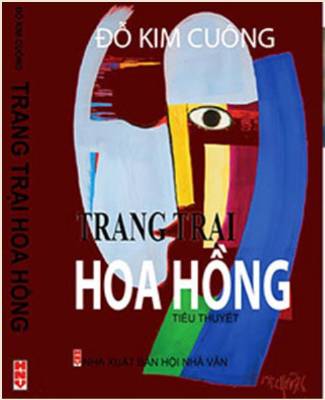 ĐỖ KIM CUÔNG
TRANG TRẠI
HOA HỒNG
TIỂU THUYẾT
NHÀ XUẤT BẢN HỘI NHÀ VĂN
ĐỖ KIM CUÔNG
TRANG TRẠI HOA HỒNG